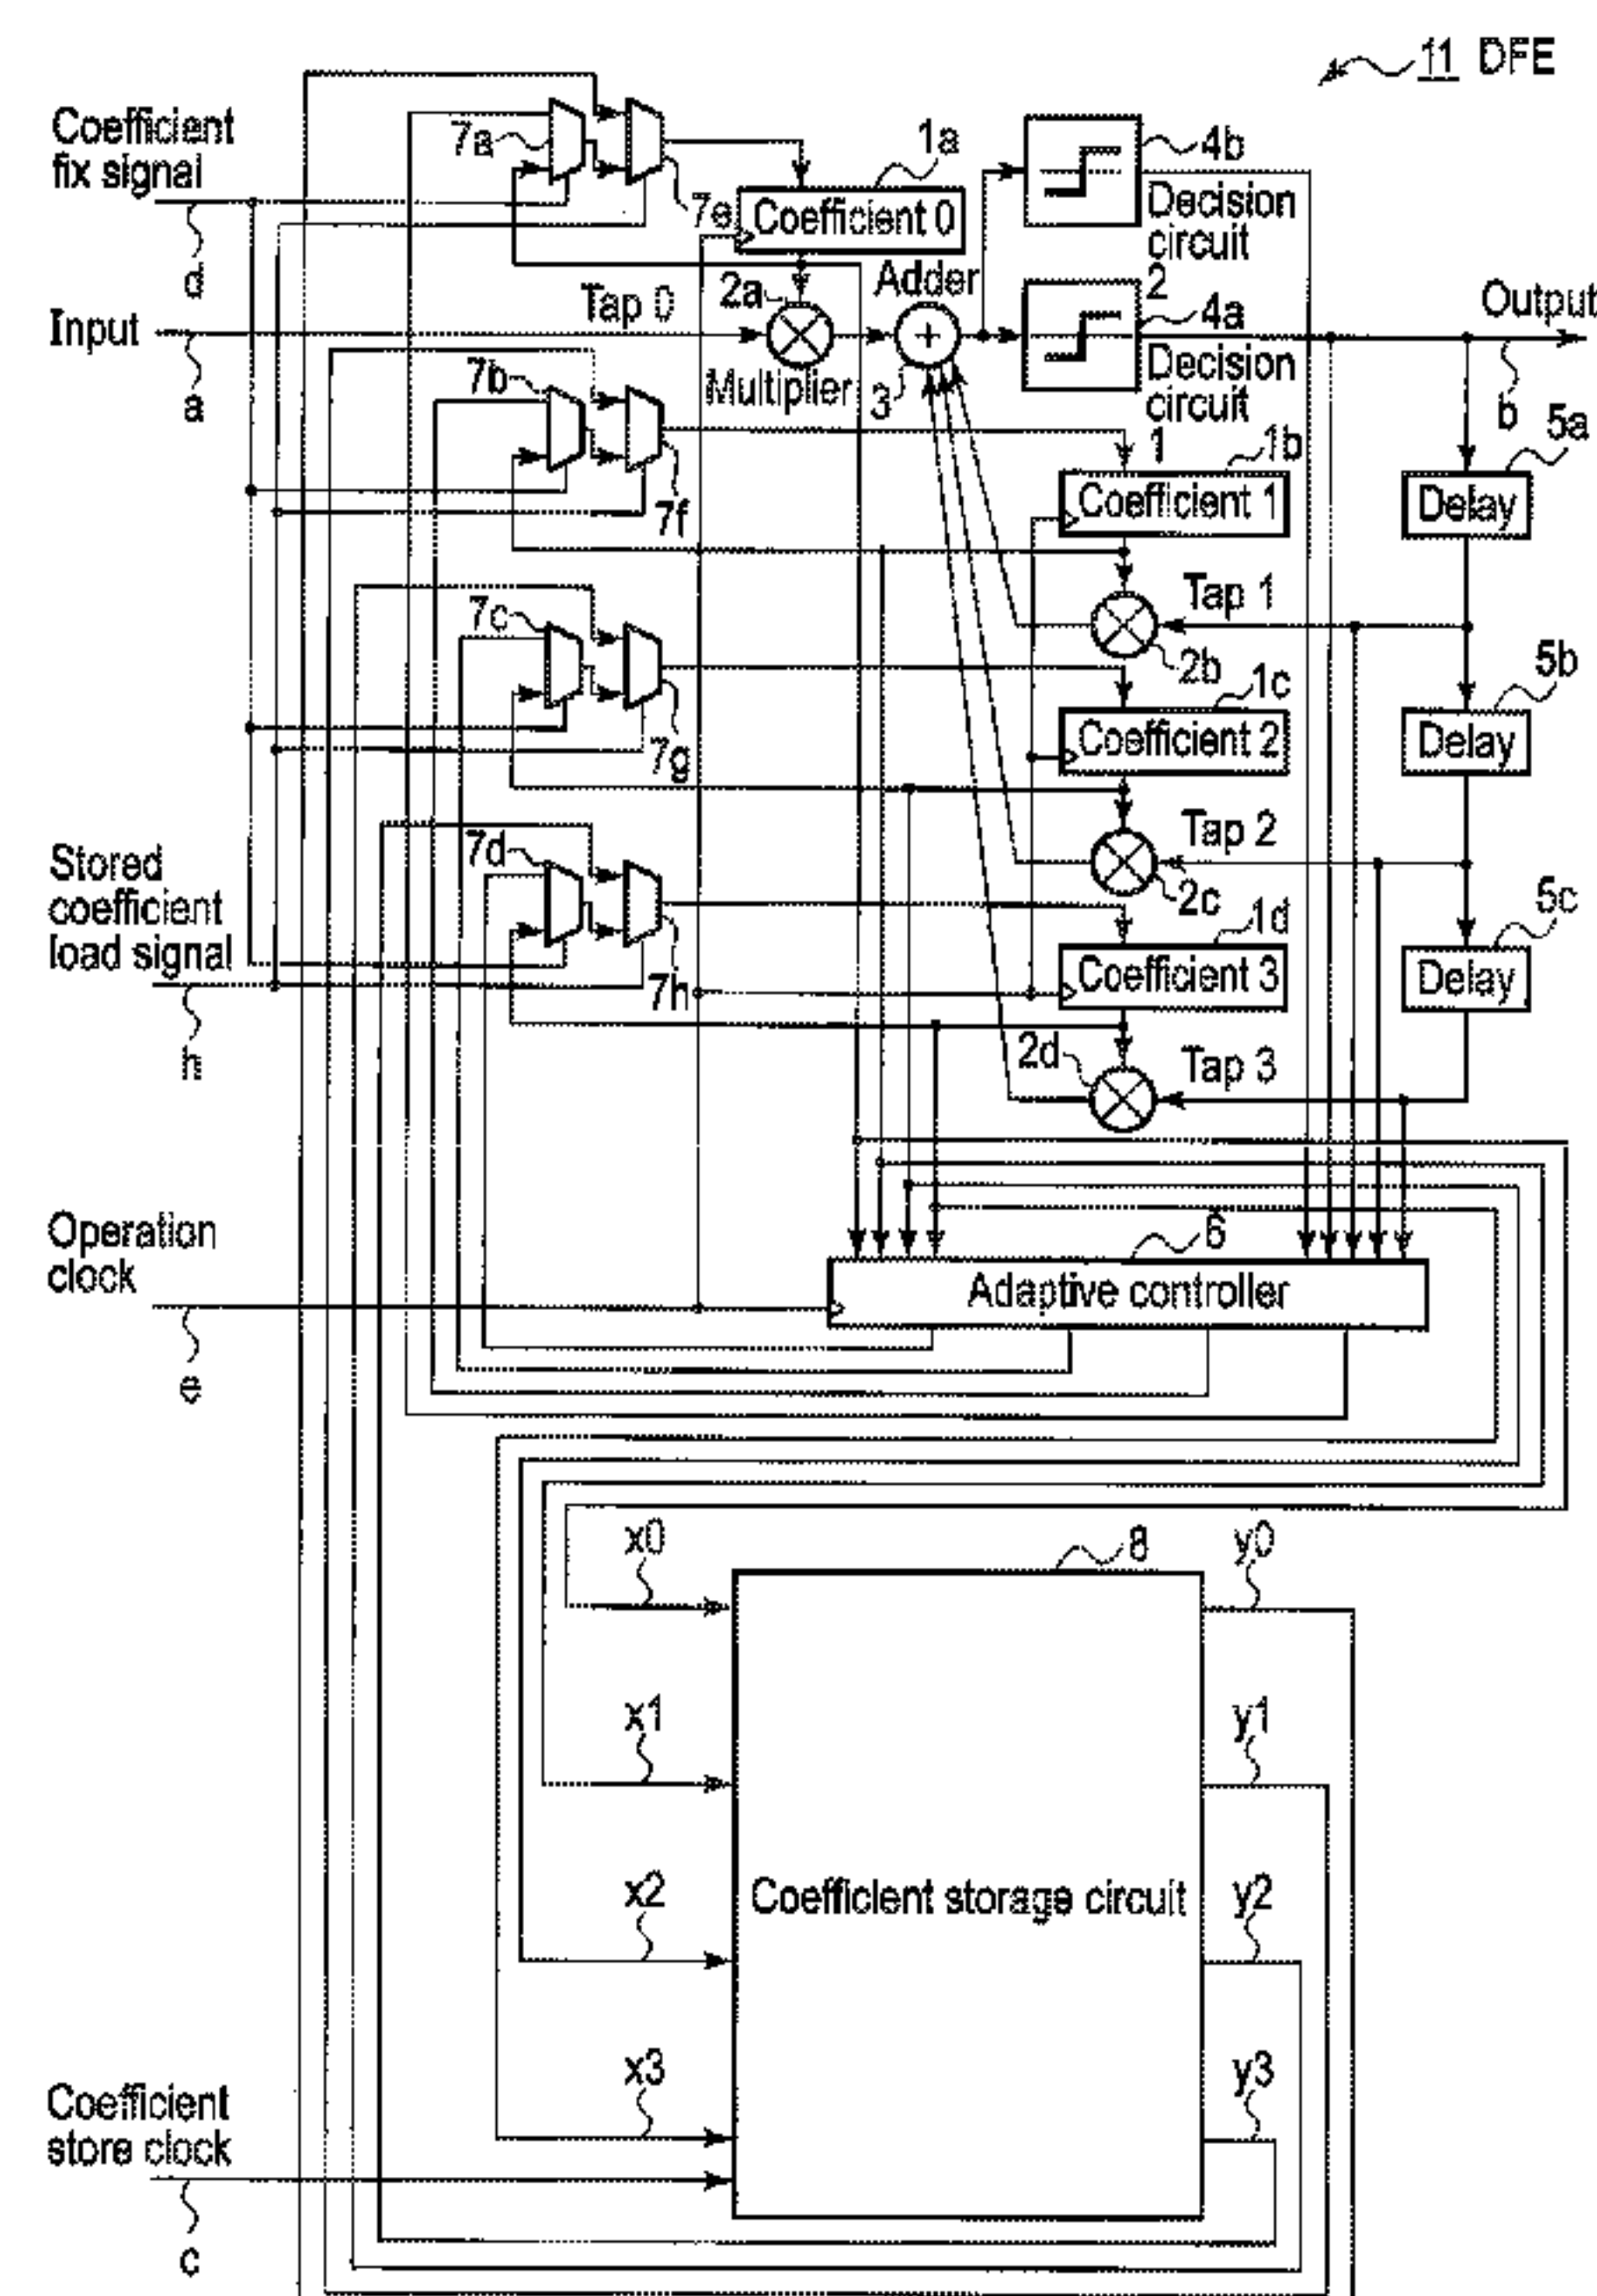 11 DFE
Coefficient
fix signal
d
7a
7e
1a
Coefficient 0
4b
Decision
circuit
2
Input
a
Tap 0
2a
Multiplier
Adder
3
4a
Decision
circuit
1
Output
b
5a
Delay
7b
7f
1b
Coefficient 1
Tap 1
2b
7c
7g
1c
Coefficient 2
5b
Delay
Tap 2
2c
Stored
coefficient
load signal
h
7d
7h
1d
Coefficient 3
5c
Delay
2d
Tap 3
Operation
clock
e
6
Adaptive controller
8
x0
y0
x1
y1
Coefficient storage circuit
x2
y2
x3
y3
Coefficient
store clock
c